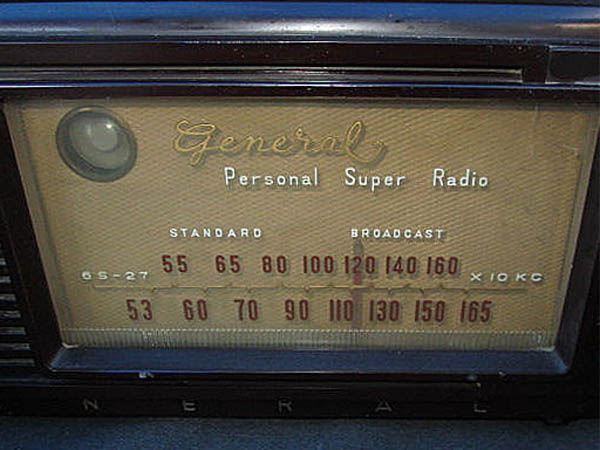 General
Personal Super Radio
STANDARD BROADCAST
55 65 80 100 120 140 160
6S-27 X10KC
53 60 70 90 110 130 150 165
NERAL